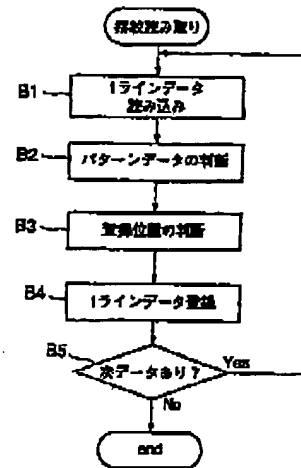 指紋読み取り
B1
1ラインデータ
読み込み
B2
パターンデータの判断
B3
登録位置の判断
B4
1ラインデータ登録
B5
次データあり?
Yes
No
end